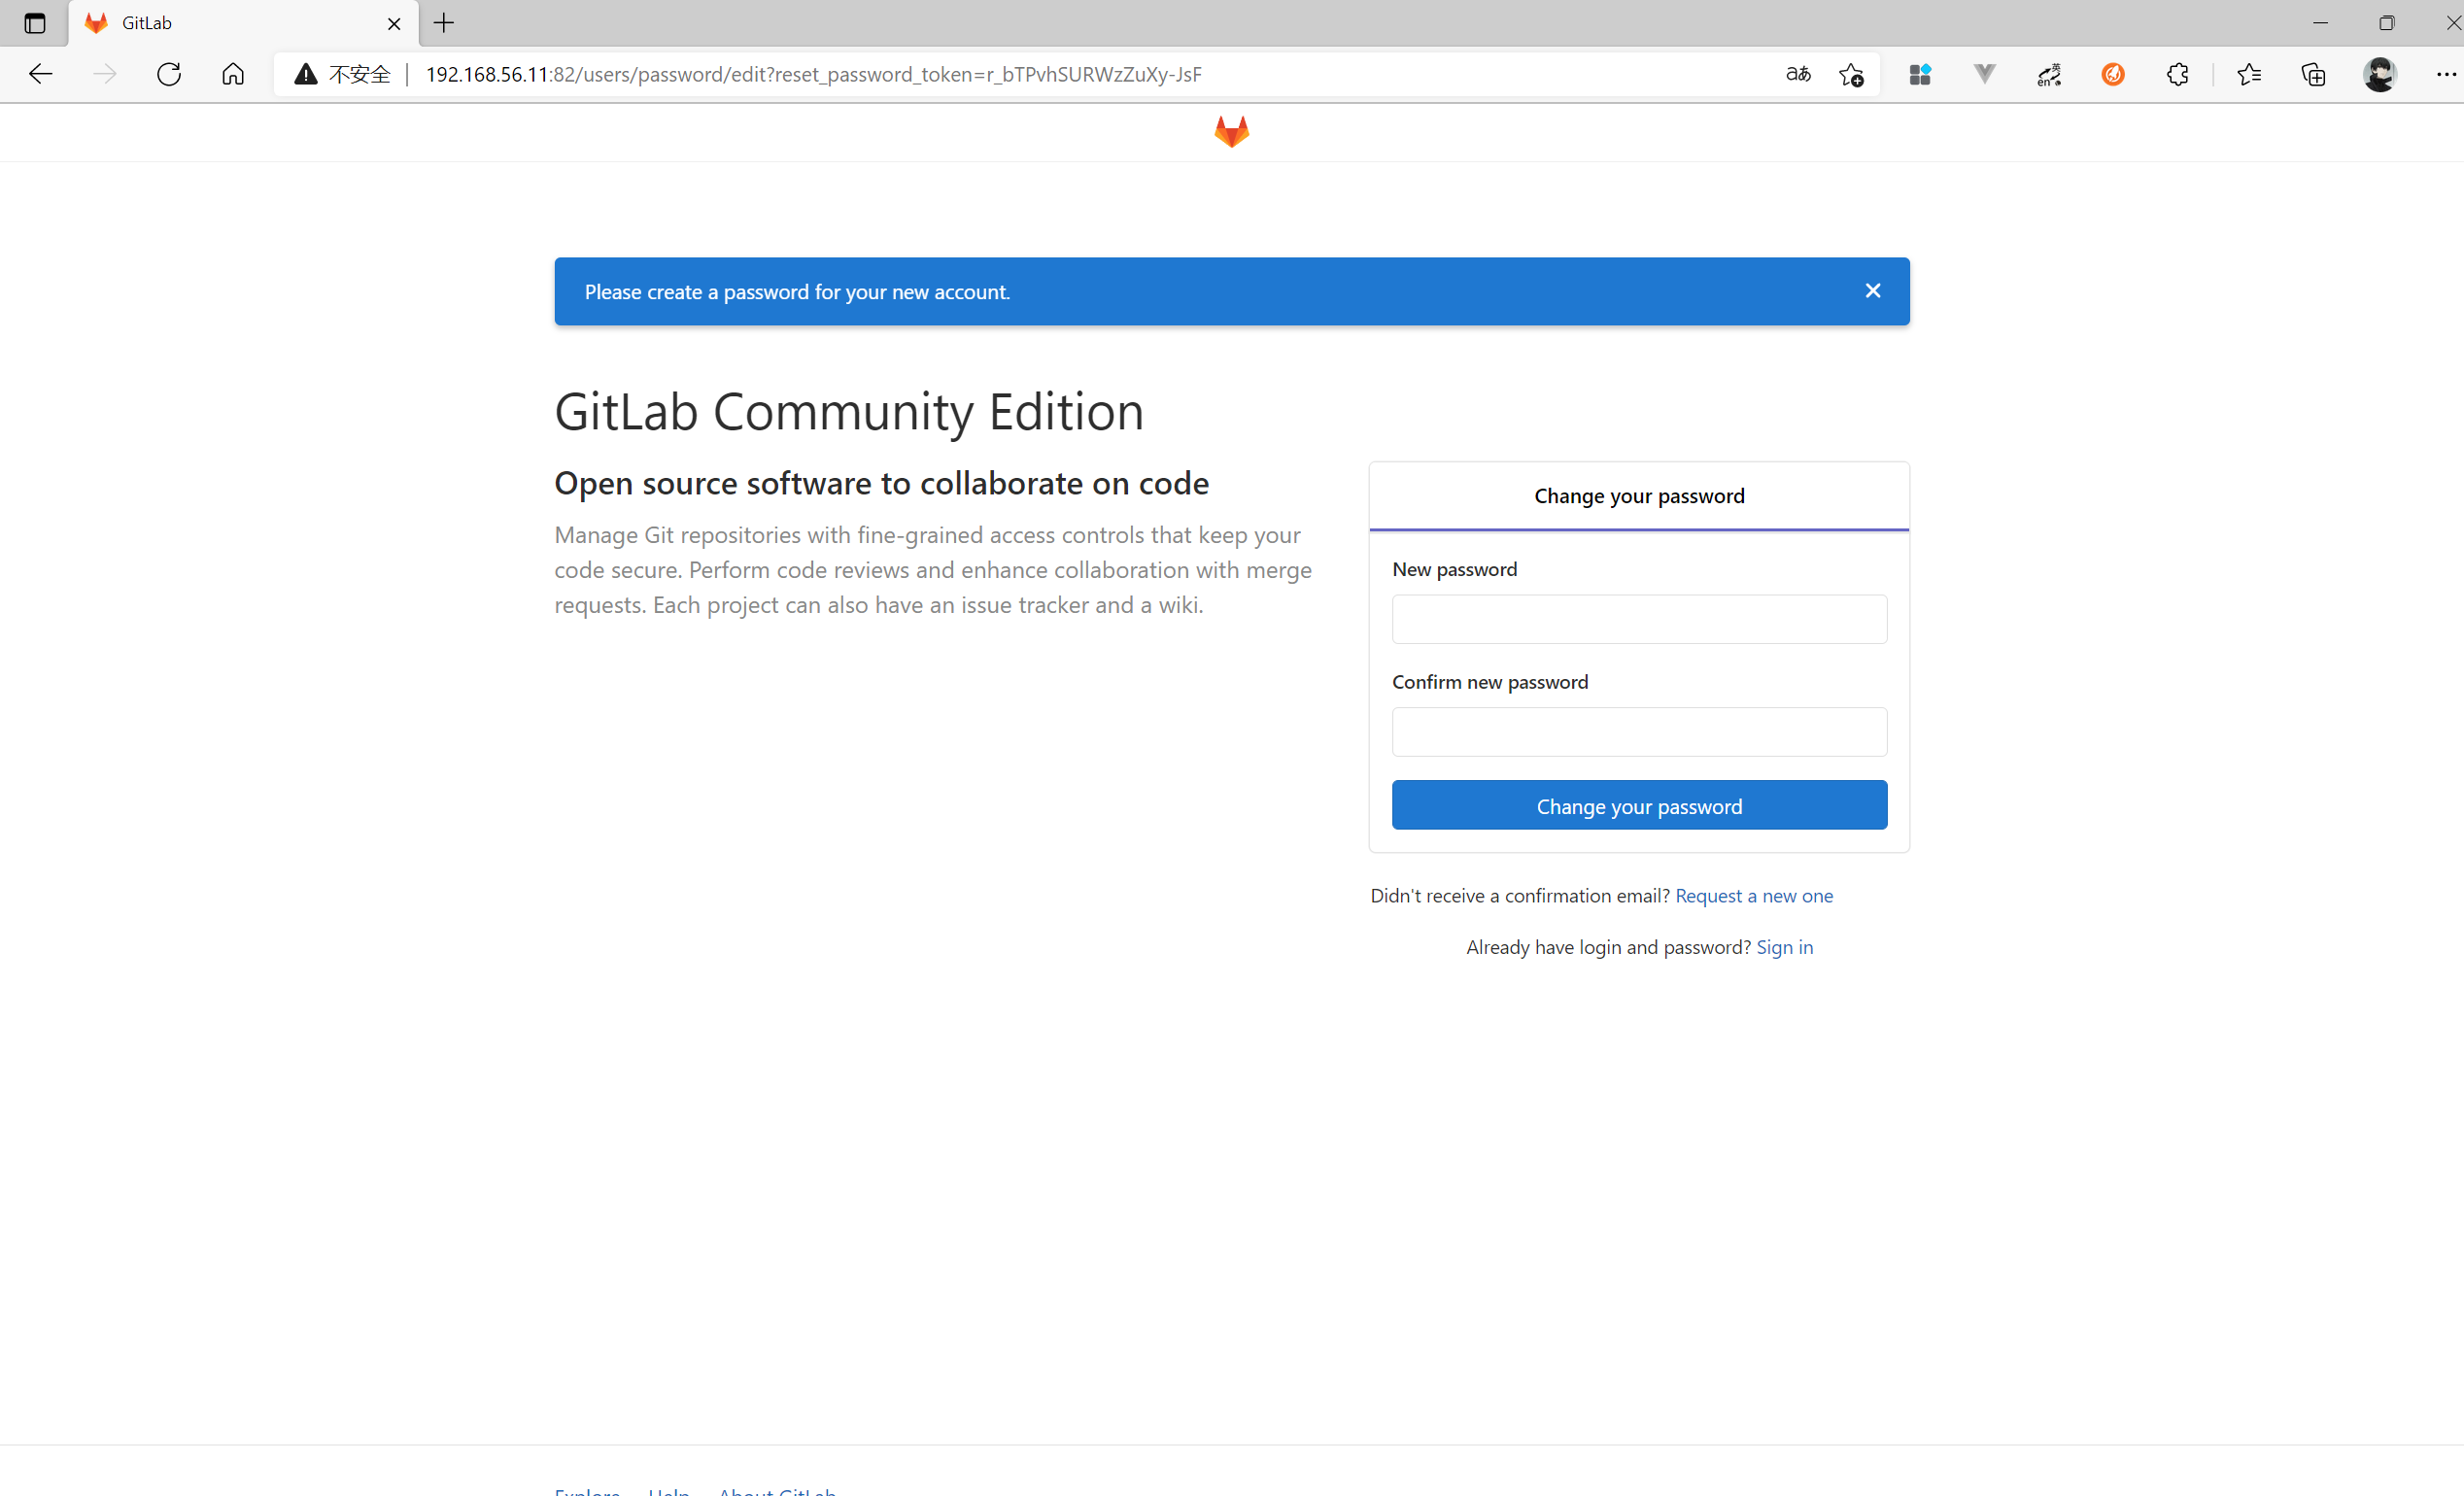 GitLab
不安全
192.168.56.11:82/users/password/edit?reset_password_token=r_bTPvhSURWzZuXy-JsF
Please create a password for your new account.
GitLab Community Edition
Open source software to collaborate on code
Manage Git repositories with fine-grained access controls that keep your
code secure. Perform code reviews and enhance collaboration with merge
requests. Each project can also have an issue tracker and a wiki.
Change your password
New password
Confirm new password
Change your password
Didn't receive a confirmation email? Request a new one
Already have login and password? Sign in
Explore Help About GitLab